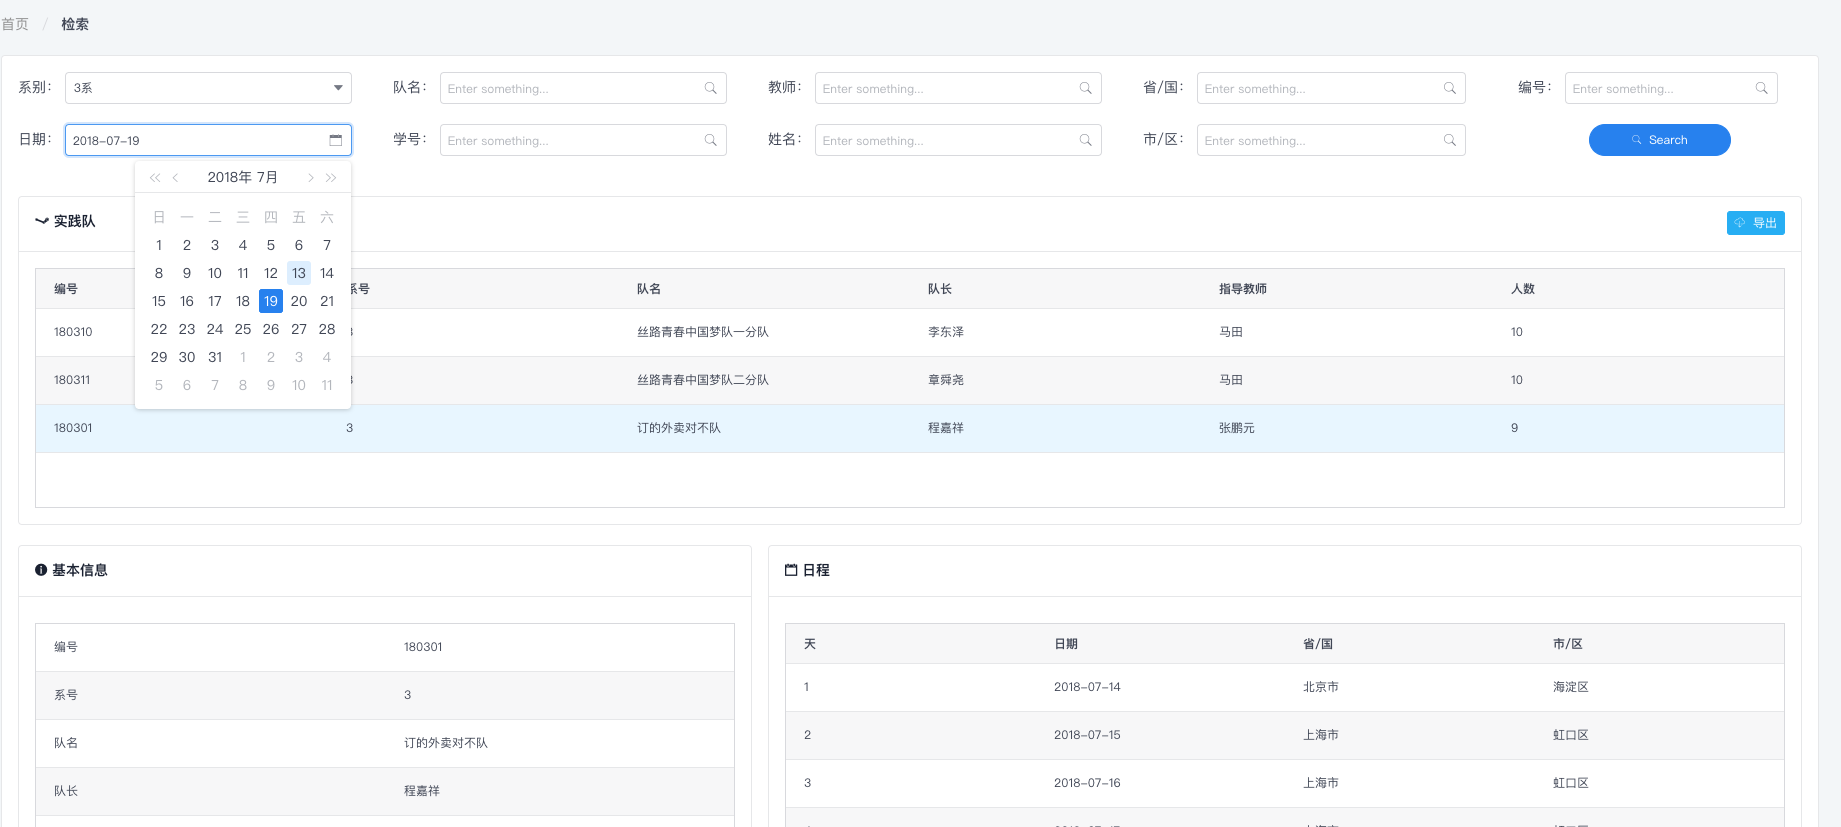 首页 / 检索
系别： 3系 队名： Enter something... 教师： Enter something... 省/国： Enter something... 编号： Enter something...
日期： 2018-07-19 学号： Enter something... 姓名： Enter something... 市/区： Enter something... Search
2018年 7月
日 一 二 三 四 五 六
1 2 3 4 5 6 7
8 9 10 11 12 13 14
15 16 17 18 19 20 21
22 23 24 25 26 27 28
29 30 31 1 2 3 4
5 6 7 8 9 10 11
实践队 导出
编号 系号 队名 队长 指导教师 人数
180310 3 丝路青春中国梦队一分队 李东泽 马田 10
180311 3 丝路青春中国梦队二分队 章舜尧 马田 10
180301 3 订的外卖对不队 程嘉祥 张鹏元 9
基本信息
编号 180301
系号 3
队名 订的外卖对不队
队长 程嘉祥
日程
天 日期 省/国 市/区
1 2018-07-14 北京市 海淀区
2 2018-07-15 上海市 虹口区
3 2018-07-16 上海市 虹口区